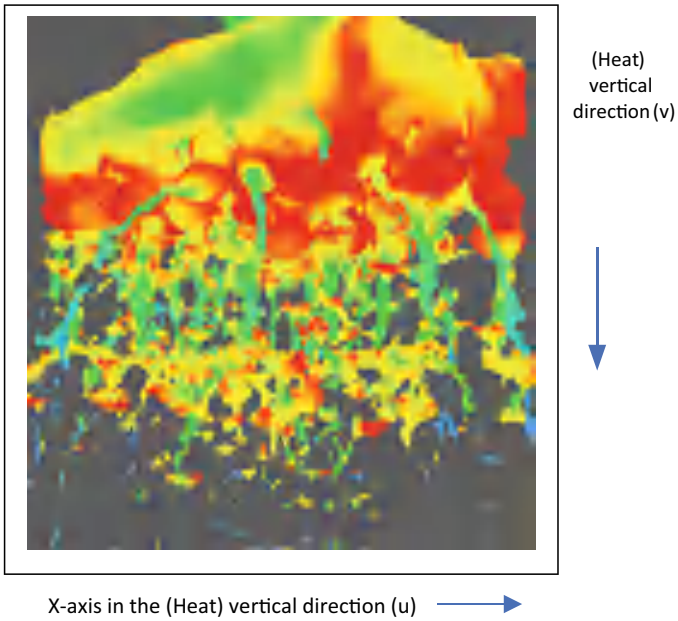 (Heat)
vertical
direction (v)
X-axis in the (Heat) vertical direction (u)